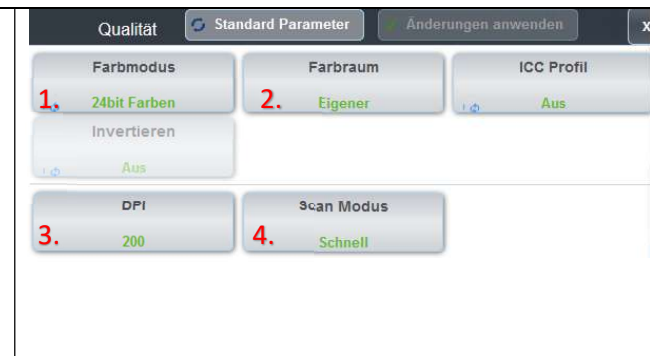 Qualität Standard Parameter Änderungen anwenden x
Farbmodus Farbraum ICC Profil
1. 24bit Farben 2. Eigener Aus
Invertieren
Aus
DPI Scan Modus
3. 200 4. Schnell